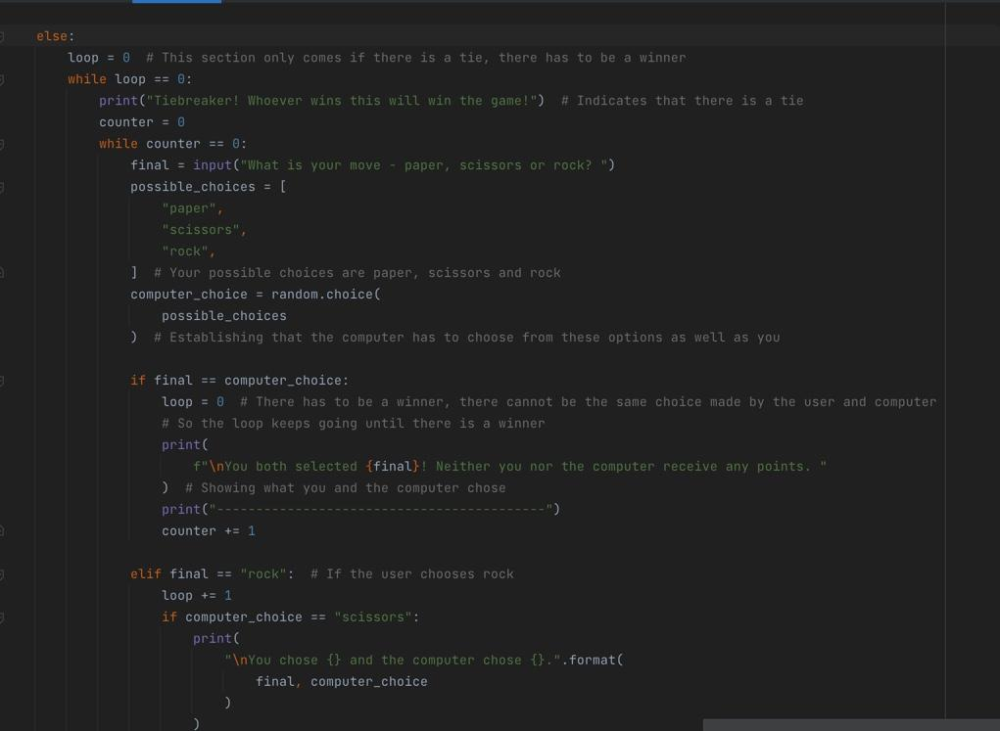 else:
    loop = 0  # This section only comes if there is a tie, there has to be a winner
    while loop == 0:
        print("Tiebreaker! Whoever wins this will win the game!")  # Indicates that there is a tie
        counter = 0
        while counter == 0:
            final = input("What is your move - paper, scissors or rock? ")
            possible_choices = [
                "paper",
                "scissors",
                "rock",
            ]  # Your possible choices are paper, scissors and rock
            computer_choice = random.choice(
                possible_choices
            )  # Establishing that the computer has to choose from these options as well as you

            if final == computer_choice:
                loop = 0  # There has to be a winner, there cannot be the same choice made by the user and computer
                # So the loop keeps going until there is a winner
                print(
                    f"\nYou both selected {final}! Neither you nor the computer receive any points. "
                )  # Showing what you and the computer chose
                print("------------------------------------------")
                counter += 1

            elif final == "rock":  # If the user chooses rock
                loop += 1
                if computer_choice == "scissors":
                    print(
                        "\nYou chose {} and the computer chose {}.".format(
                            final, computer_choice
                        )
                    )